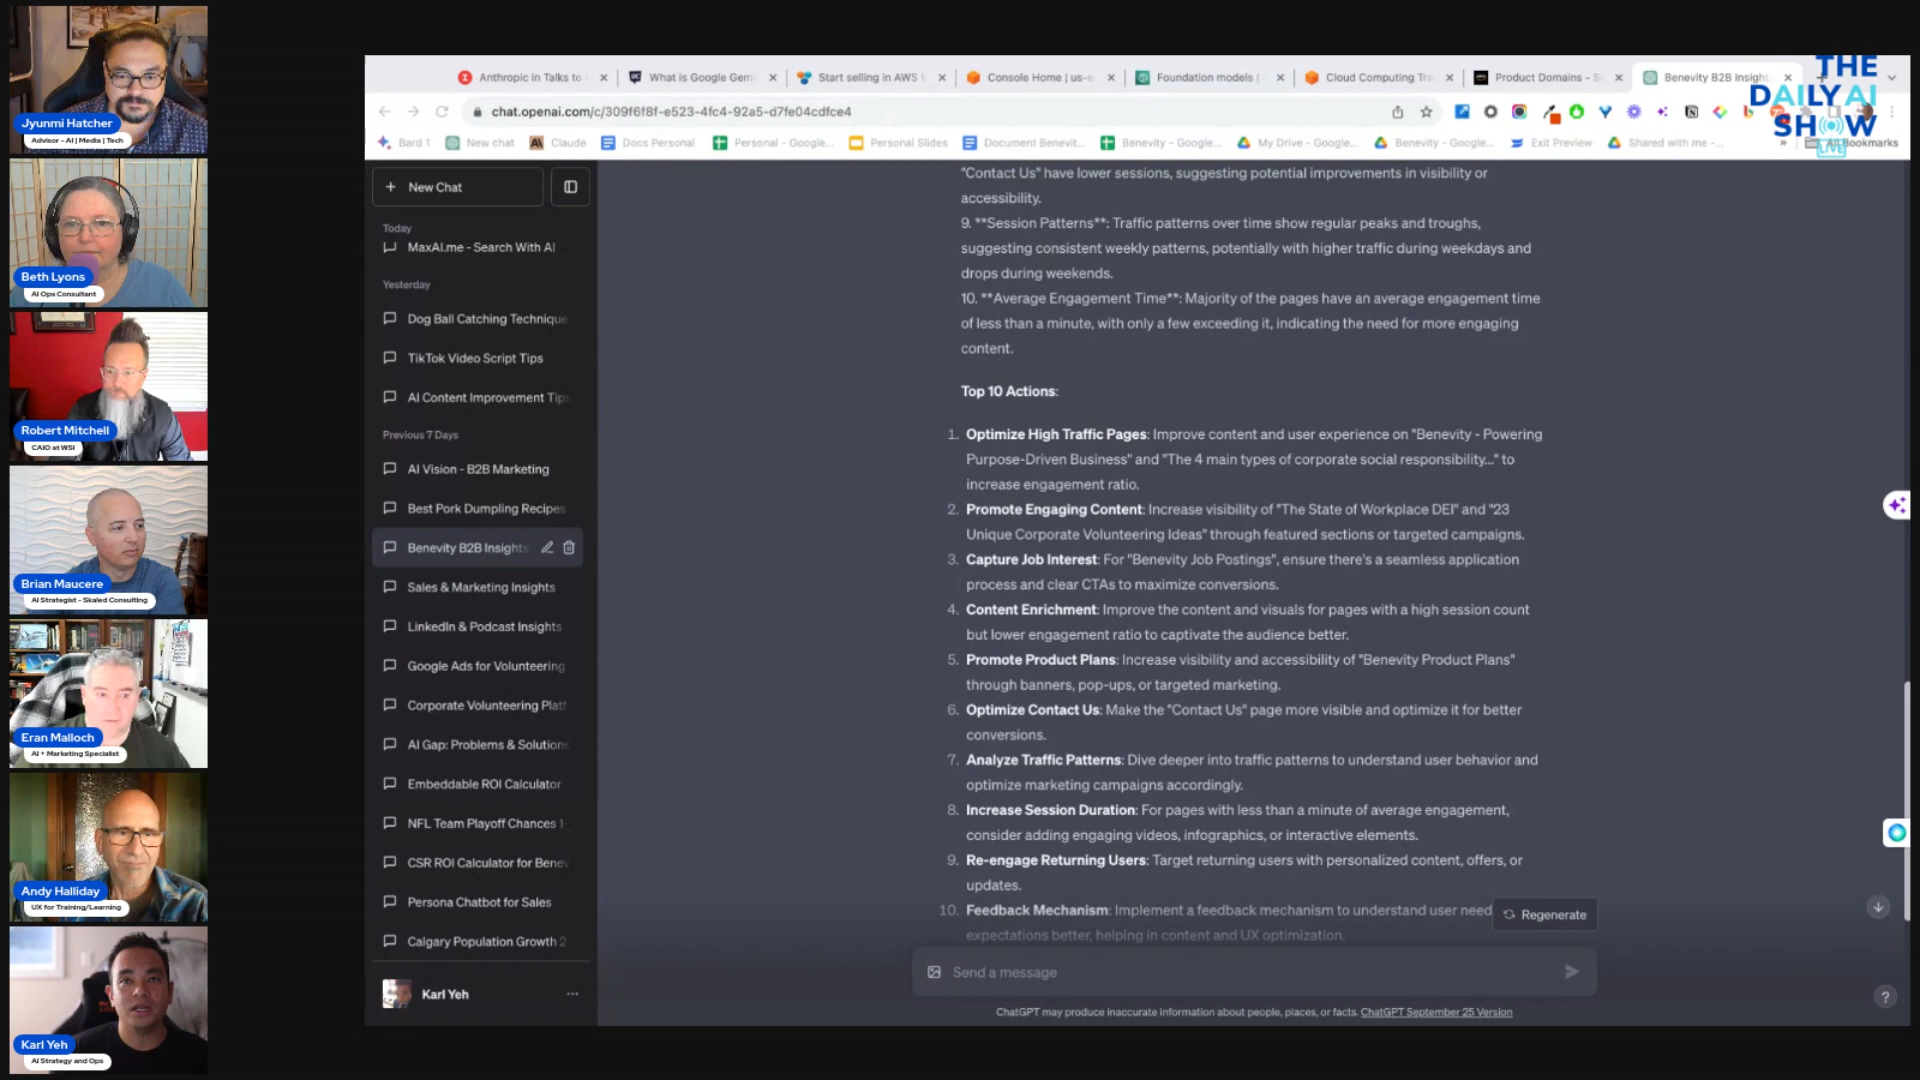 Jyunmi Hatcher
Advisor - AI | Media | Tech
Beth Lyons
AI Ops Consultant
Robert Mitchell
CAIO at WSI
Brian Maucere
AI Strategist - Skaled Consulting
Eran Malloch
AI + Marketing Specialist
Andy Halliday
UX for Training/Learning
Karl Yeh
AI Strategy and Ops
Anthropic in Talks to
What is Google Gemi
Start selling in AWS
Console Home | us-e
Foundation models |
Cloud Computing Tra
Product Domains - S
Benevity B2B Insight
THE
DAILY AI
SHOW
LIVE
chat.openai.com/c/309f6f8f-e523-4fc4-92a5-d7fe04cdfce4
Bard 1
New chat
Claude
Docs Personal
Personal - Google...
Personal Slides
Document Benevit...
Benevity - Google...
My Drive - Google...
Benevity - Google...
Exit Preview
Shared with me -...
All Bookmarks
New Chat
Today
MaxAI.me - Search With AI
Yesterday
Dog Ball Catching Technique
TikTok Video Script Tips
AI Content Improvement Tips
Previous 7 Days
AI Vision - B2B Marketing
Best Pork Dumpling Recipes
Benevity B2B Insights
Sales & Marketing Insights
LinkedIn & Podcast Insights
Google Ads for Volunteering
Corporate Volunteering Platf
AI Gap: Problems & Solutions
Embeddable ROI Calculator
NFL Team Playoff Chances 1-
CSR ROI Calculator for Benev
Persona Chatbot for Sales
Calgary Population Growth 2
Karl Yeh
"Contact Us" have lower sessions, suggesting potential improvements in visibility or
accessibility.
9. **Session Patterns**: Traffic patterns over time show regular peaks and troughs,
suggesting consistent weekly patterns, potentially with higher traffic during weekdays and
drops during weekends.
10. **Average Engagement Time**: Majority of the pages have an average engagement time
of less than a minute, with only a few exceeding it, indicating the need for more engaging
content.
Top 10 Actions:
1. Optimize High Traffic Pages: Improve content and user experience on "Benevity - Powering
Purpose-Driven Business" and "The 4 main types of corporate social responsibility..." to
increase engagement ratio.
2. Promote Engaging Content: Increase visibility of "The State of Workplace DEI" and "23
Unique Corporate Volunteering Ideas" through featured sections or targeted campaigns.
3. Capture Job Interest: For "Benevity Job Postings", ensure there's a seamless application
process and clear CTAs to maximize conversions.
4. Content Enrichment: Improve the content and visuals for pages with a high session count
but lower engagement ratio to captivate the audience better.
5. Promote Product Plans: Increase visibility and accessibility of "Benevity Product Plans"
through banners, pop-ups, or targeted marketing.
6. Optimize Contact Us: Make the "Contact Us" page more visible and optimize it for better
conversions.
7. Analyze Traffic Patterns: Dive deeper into traffic patterns to understand user behavior and
optimize marketing campaigns accordingly.
8. Increase Session Duration: For pages with less than a minute of average engagement,
consider adding engaging videos, infographics, or interactive elements.
9. Re-engage Returning Users: Target returning users with personalized content, offers, or
updates.
10. Feedback Mechanism: Implement a feedback mechanism to understand user need
expectations better, helping in content and UX optimization.
Regenerate
Send a message
ChatGPT may produce inaccurate information about people, places, or facts. ChatGPT September 25 Version
?